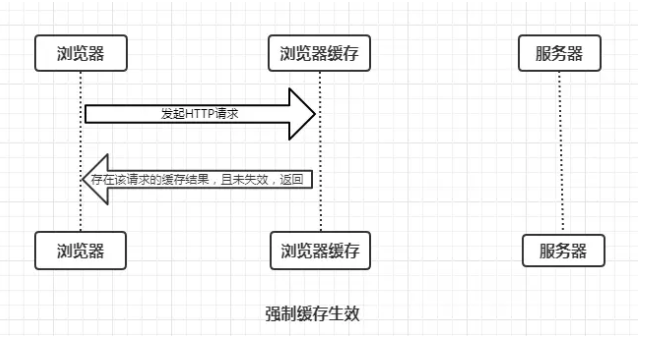 浏览器
浏览器缓存
服务器
发起HTTP请求
存在该请求的缓存结果，且未失效，返回
浏览器
浏览器缓存
服务器
强制缓存生效